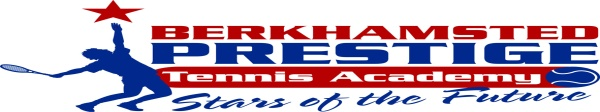 BERKHAMSTED
PRESTIGE
Tennis Academy
Stars of the Future